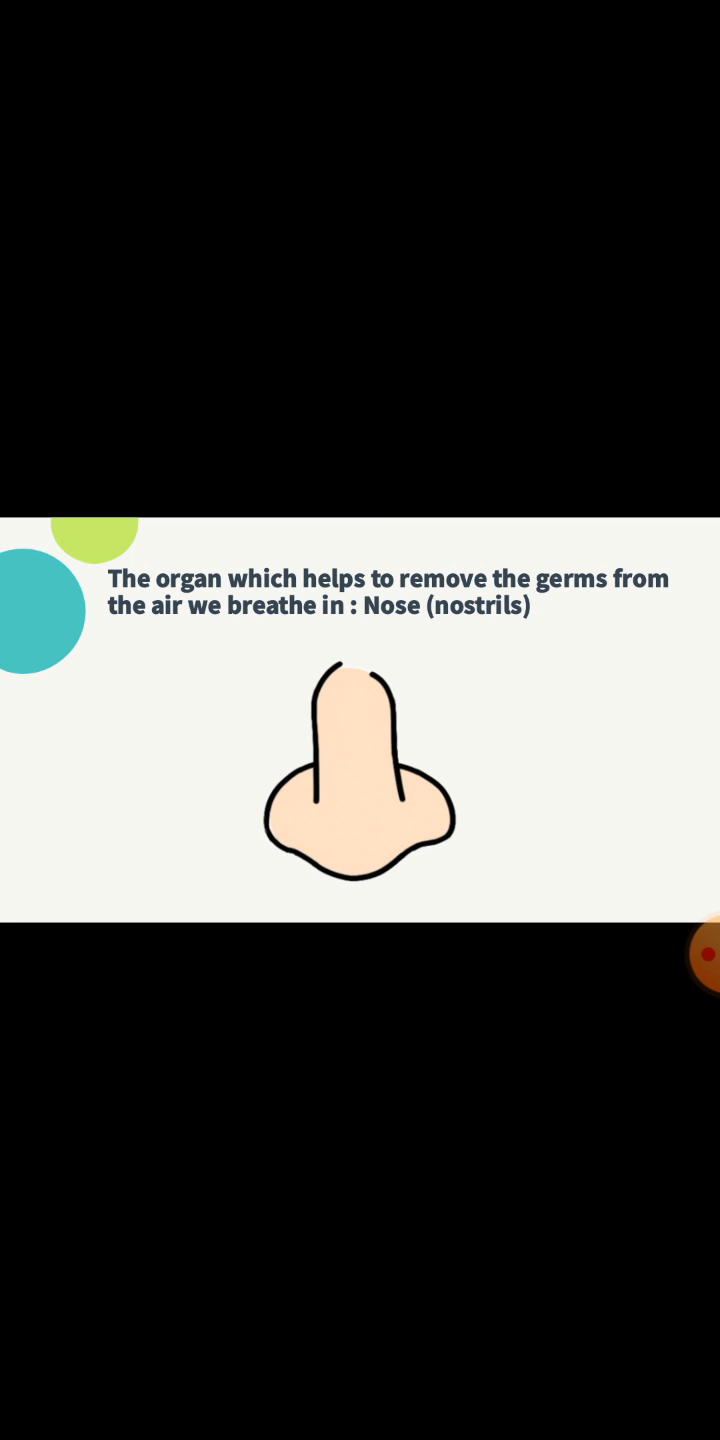 The organ which helps to remove the germs from
the air we breathe in : Nose (nostrils)